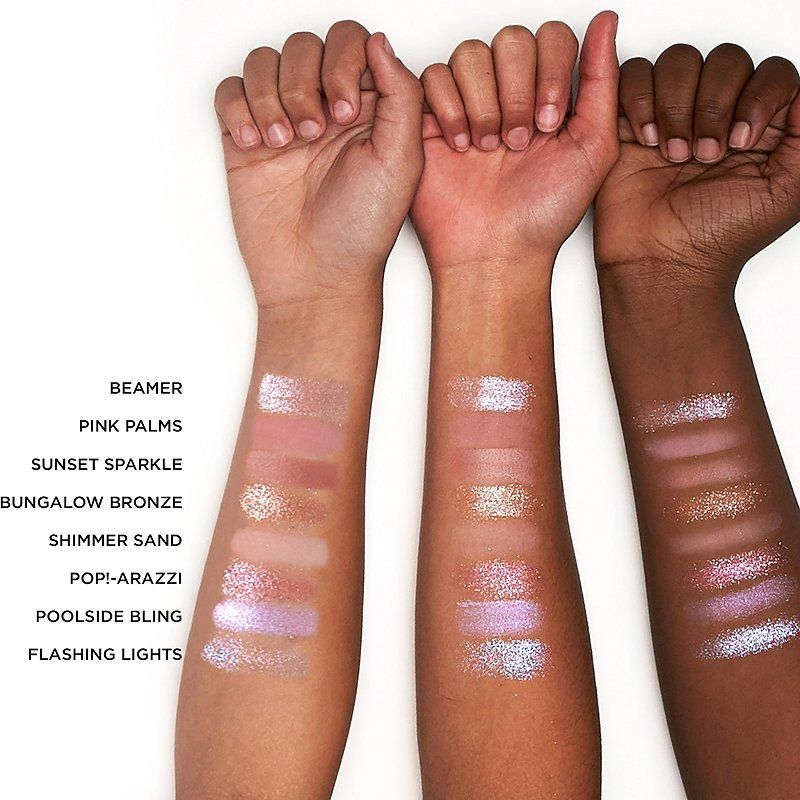 BEAMER
PINK PALMS
SUNSET SPARKLE
BUNGALOW BRONZE
SHIMMER SAND
POP!-ARAZZI
POOLSIDE BLING
FLASHING LIGHTS